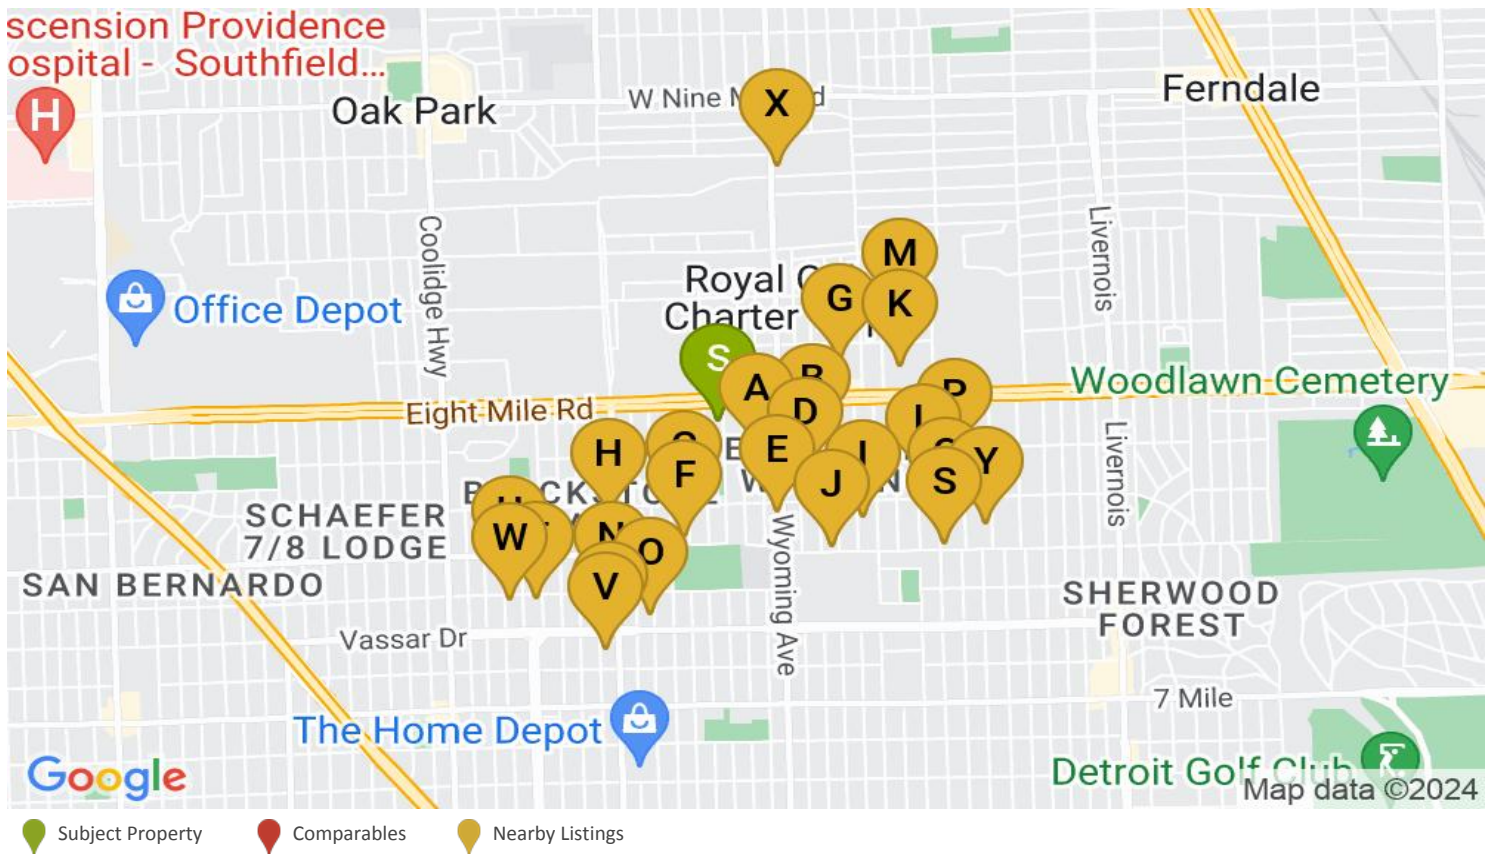 scension Providence
ospital - Southfield...
H
Oak Park
W Nine M
d
X
Ferndale
Coolidge Hwy
Livernois
M
Royal O
G
K
Charter
Office Depot
S
A
B
P
Woodlawn Cemetery
D
Eight Mile Rd
H
E
F
J
S
Y
Livernois
SCHAEFER
7/8 LODGE
W
N
O
V
Wyoming Ave
SAN BERNARDO
SHERWOOD
FOREST
Vassar Dr
7 Mile
The Home Depot
Google
Detroit Golf Club
Map data ©2024
Subject Property
Comparables
Nearby Listings